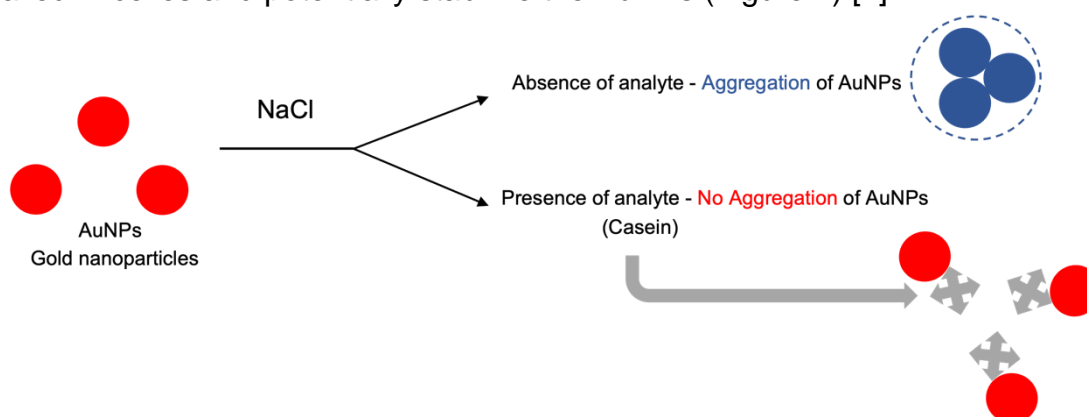 NaCl
Absence of analyte - Aggregation of AuNPs
Presence of analyte - No Aggregation of AuNPs
(Casein)
AuNPs
Gold nanoparticles